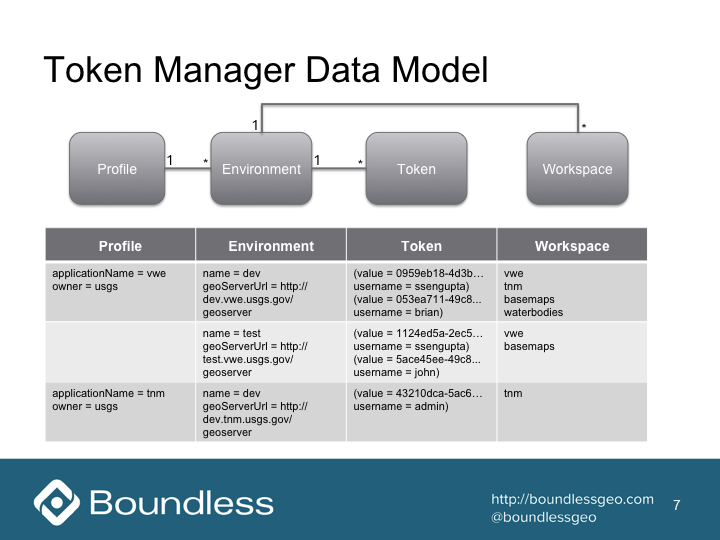 Token Manager Data Model
1
*
Profile
1
*
Environment
1
*
Token
Workspace
Profile
Environment
Token
Workspace
applicationName = vwe
owner = usgs
name = dev
geoServerUrl = http://
dev.vwe.usgs.gov/
geoserver
(value = 0959eb18-4d3b…
username = ssengupta)
(value = 053ea711-49c8...
username = brian)
vwe
tnm
basemaps
waterbodies
name = test
geoServerUrl = http://
test.vwe.usgs.gov/
geoserver
(value = 1124ed5a-2ec5…
username = ssengupta)
(value = 5ace45ee-49c8...
username = john)
vwe
basemaps
applicationName = tnm
owner = usgs
name = dev
geoServerUrl = http://
dev.tnm.usgs.gov/
geoserver
(value = 43210dca-5ac6…
username = admin)
tnm
Boundless
http://boundlessgeo.com
@boundlessgeo
7